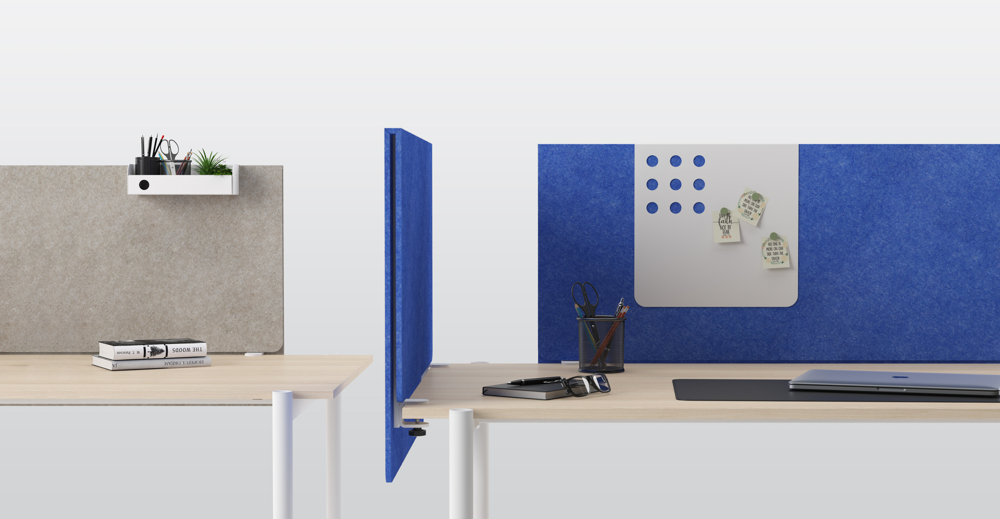 THE WOODS
W. T. Paterson
HOPEFUL DREAM
JA
LIVE BY
faith
NOT BY
FEAR
NO ONE IS
MORE ON OUR
SIDE THAN THE
SAVIOR
NO ONE IS
MORE ON OUR
SIDE THAN THE
SAVIOR